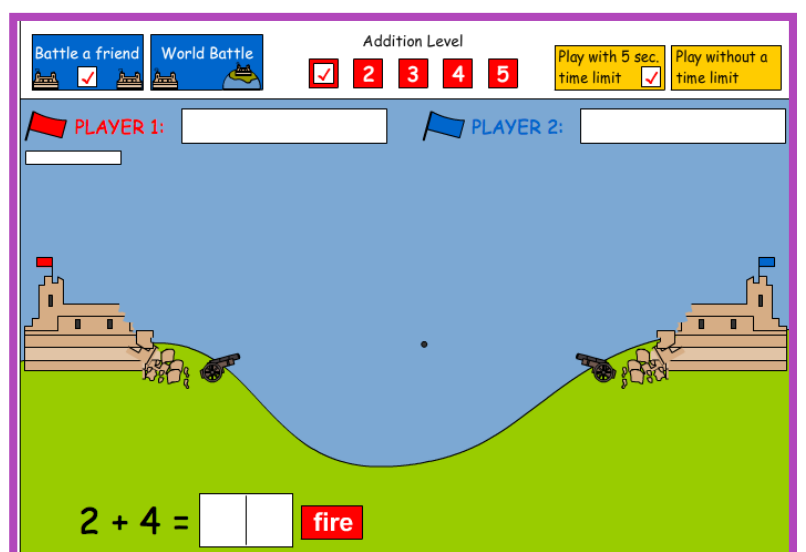 Addition Level
Battle a friend
World Battle
2 3 4 5
Play with 5 sec.
time limit
Play without a
time limit
PLAYER 1:
PLAYER 2:
2 + 4 =
fire